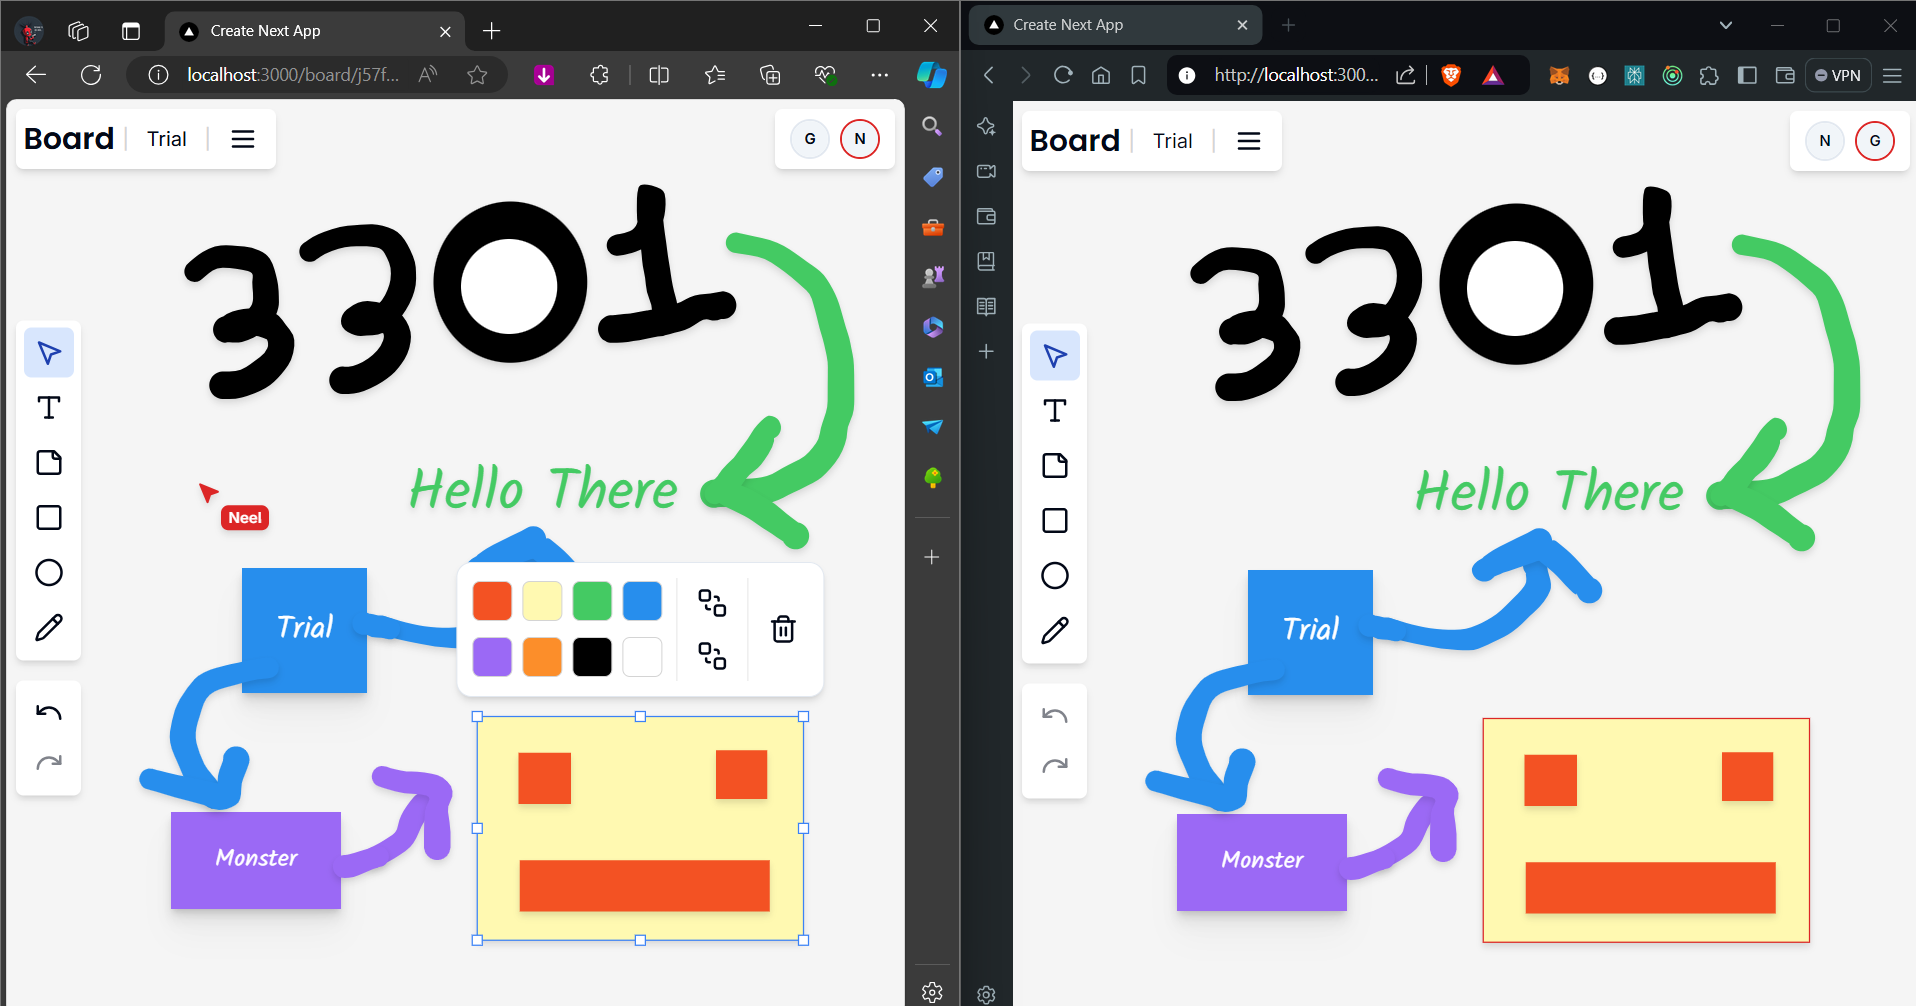 Create Next App
localhost:3000/board/j57f...
Board
Trial
G
N
3301
Hello There
Neel
Trial
Monster
Create Next App
http://localhost:300...
VPN
Board
Trial
N
G
3301
Hello There
Trial
Monster